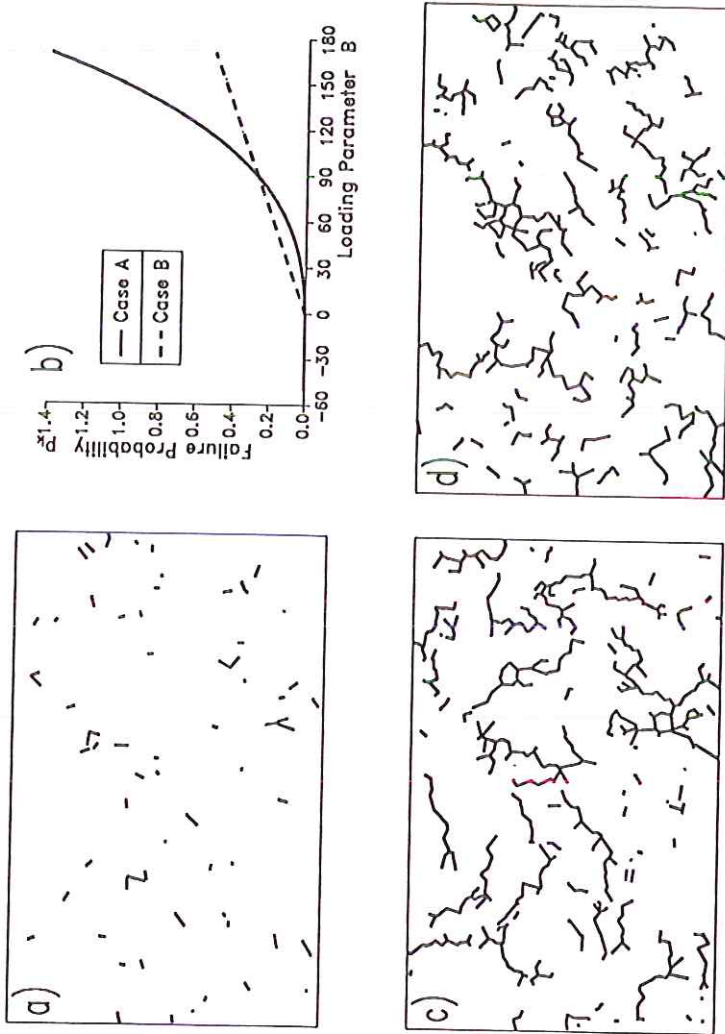 a)
b)
Failure Probability Px
1.4
1.2
1.0
0.8
0.6
0.4
0.2
0.0
Case A
Case B
-60 -30 0 30 60 90 120 150 180
Loading Parameter B
c)
d)